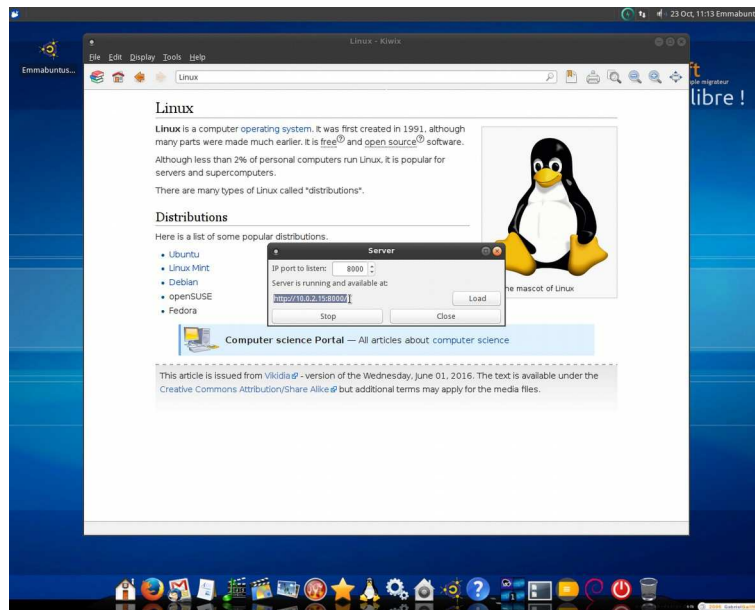 23 Oct, 11:13 Emmabunt
Emmabuntus...
Linux - Kiwix
File Edit Display Tools Help
Linux
ft
ple migrateur
libre !
Linux
Linux is a computer operating system. It was first created in 1991, although
many parts were made much earlier. It is free? and open source? software.
Although less than 2% of personal computers run Linux, it is popular for
servers and supercomputers.
There are many types of Linux called "distributions".
Distributions
Here is a list of some popular distributions.
• Ubuntu
• Linux Mint
• Debian
• openSUSE
• Fedora
he mascot of Linux
Server
IP port to listen: 8000
Server is running and available at:
http://10.0.2.15:8000/
Load
Stop Close
Computer science Portal — All articles about computer science
This article is issued from Vikidia - version of the Wednesday, June 01, 2016. The text is available under the
Creative Commons Attribution/Share Alike but additional terms may apply for the media files.